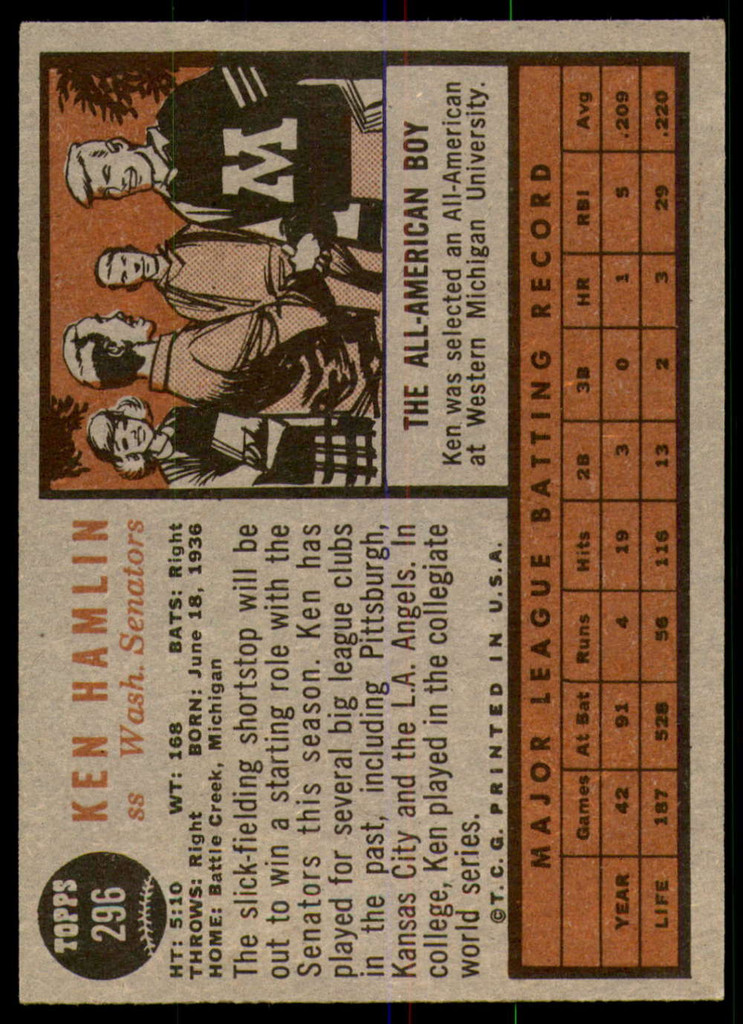 TOPPS
296
KEN HAMLIN
ss Wash. Senators
HT: 5:10 WT: 168 BATS: Right
THROWS: Right BORN: June 18, 1936
HOME: Battle Creek, Michigan
The slick-fielding shortstop will be
out to win a starting role with the
Senators this season. Ken has
played for several big league clubs
in the past, including Pittsburgh,
Kansas City and the L.A. Angels. In
college, Ken played in the collegiate
world series.
©T.C.G. PRINTED IN U.S.A.
W
THE ALL-AMERICAN BOY
Ken was selected an All-American
at Western Michigan University.
MAJOR LEAGUE BATTING RECORD
Games At Bat Runs Hits 2B 3B HR RBI Avg
YEAR 42 91 4 19 3 0 1 5 .209
LIFE 187 528 56 116 13 2 3 29 .220